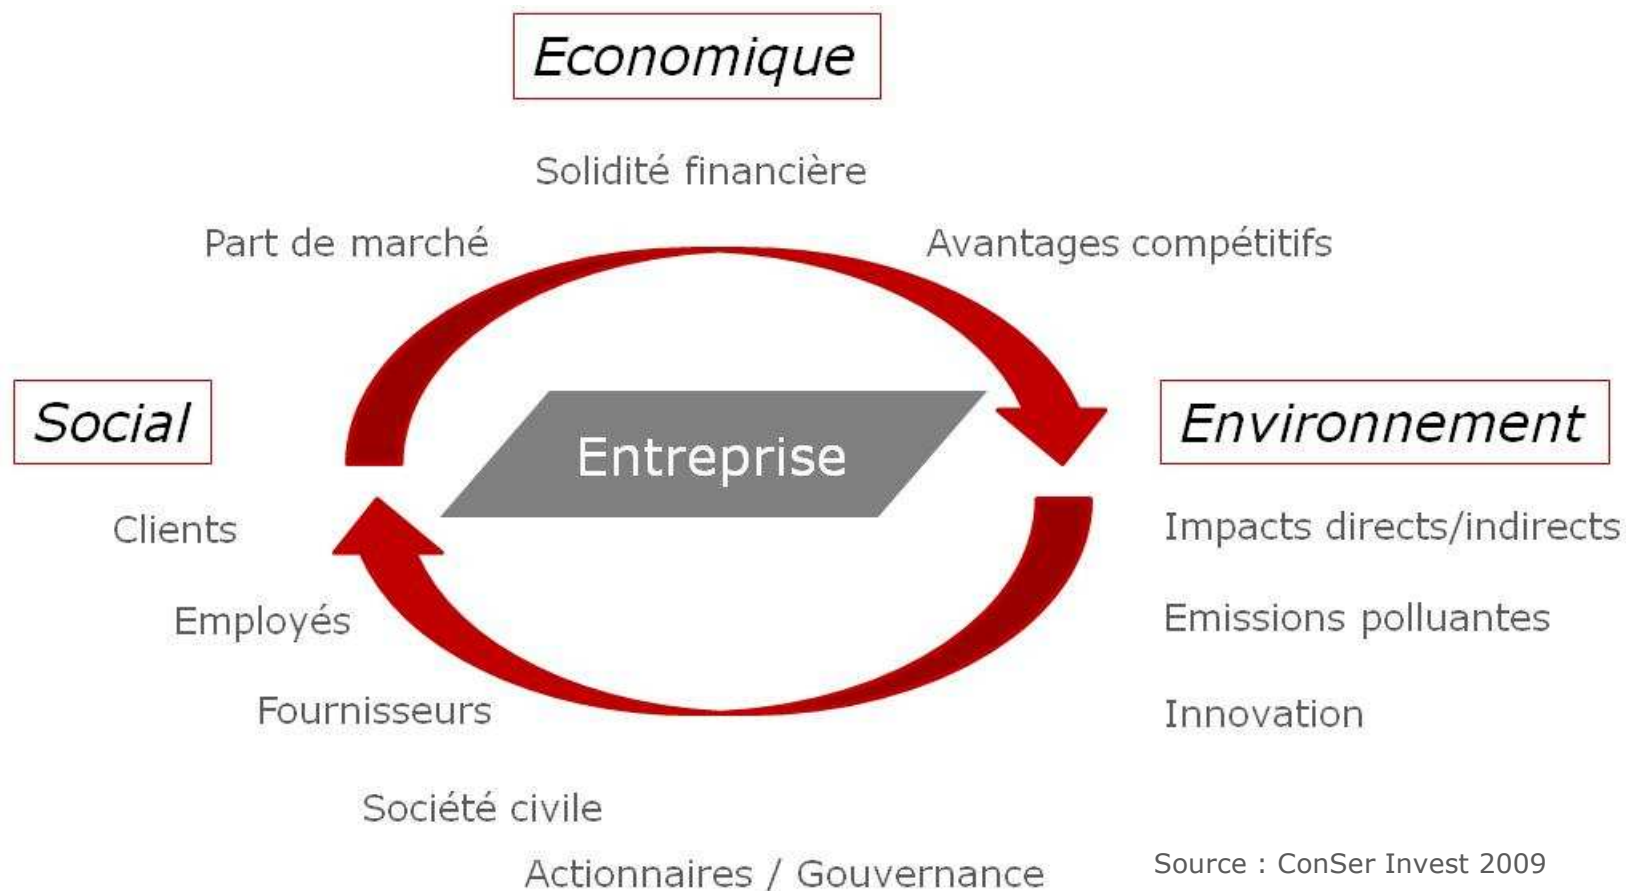 Economique
Solidité financière
Part de marché
Avantages compétitifs
Social
Entreprise
Environnement
Clients
Impacts directs/indirects
Employés
Emissions polluantes
Fournisseurs
Innovation
Société civile
Actionnaires / Gouvernance
Source : ConSer Invest 2009